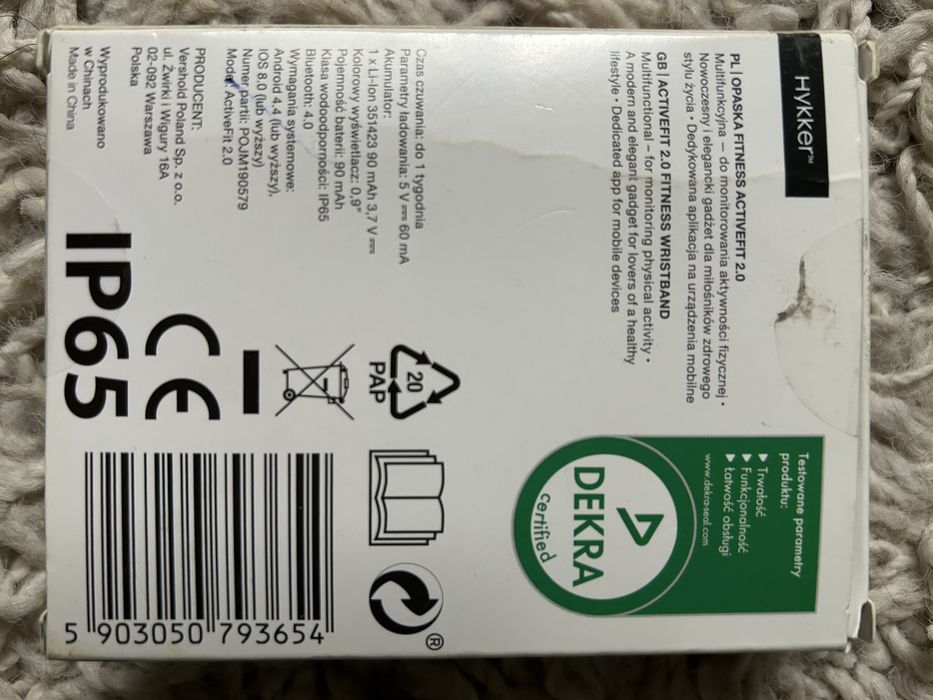 Hykker™
PL | OPASKA FITNESS ACTIVEFIT 2.0
Multifunkcyjna – do monitorowania aktywności fizycznej •
Nowoczesny i elegancki gadżet dla miłośników zdrowego
stylu życia • Dedykowana aplikacja na urządzenia mobilne
GB | ACTIVEFIT 2.0 FITNESS WRISTBAND
Multifunctional – for monitoring physical activity •
A modern and elegant gadget for lovers of a healthy
lifestyle • Dedicated app for mobile devices
Testowane parametry
produktu:
▶ Trwałość
▶ Funkcjonalność
▶ Łatwość obsługi
www.dekra-seal.com
DEKRA
certified
Czas czuwania: do 1 tygodnia
Parametry ładowania: 5 V⎓60 mA
Akumulator:
1 x Li-Ion 351423 90 mAh 3,7 V⎓
Kolorowy wyświetlacz: 0,9"
Pojemność baterii: 90 mAh
Klasa wodoodporności: IP65
Bluetooth: 4.0
Wymagania systemowe:
Android 4.4 (lub wyższy),
IOS 8.0 (lub wyższy)
Numer partii: POJM190579
Model: ActiveFit 2.0
PRODUCENT:
Vershold Poland Sp. z o.o.
ul. Żwirki i Wigury 16A
02-092 Warszawa
Polska
Wyprodukowano
w Chinach
Made in China
20
PAP
CE
IP65
®
5 903050 793654